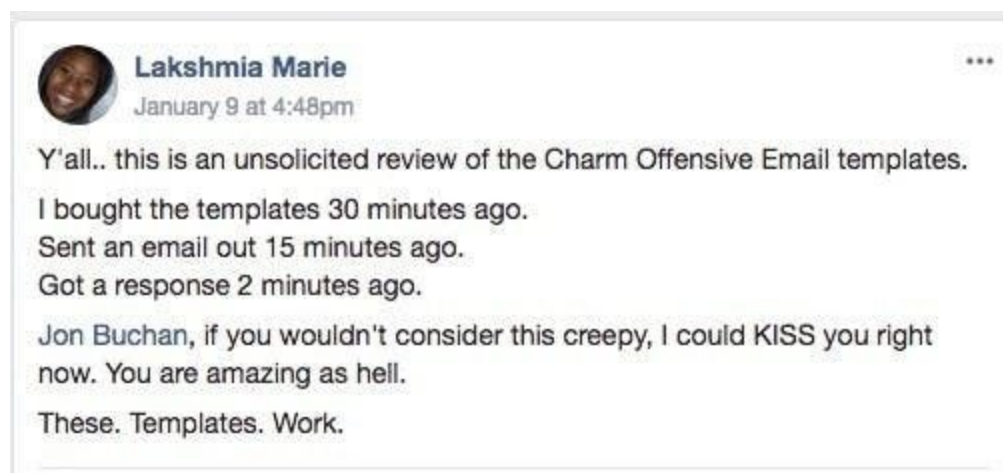 Lakshmia Marie
January 9 at 4:48pm
Y'all.. this is an unsolicited review of the Charm Offensive Email templates.
I bought the templates 30 minutes ago.
Sent an email out 15 minutes ago.
Got a response 2 minutes ago.
Jon Buchan, if you wouldn't consider this creepy, I could KISS you right
now. You are amazing as hell.
These. Templates. Work.